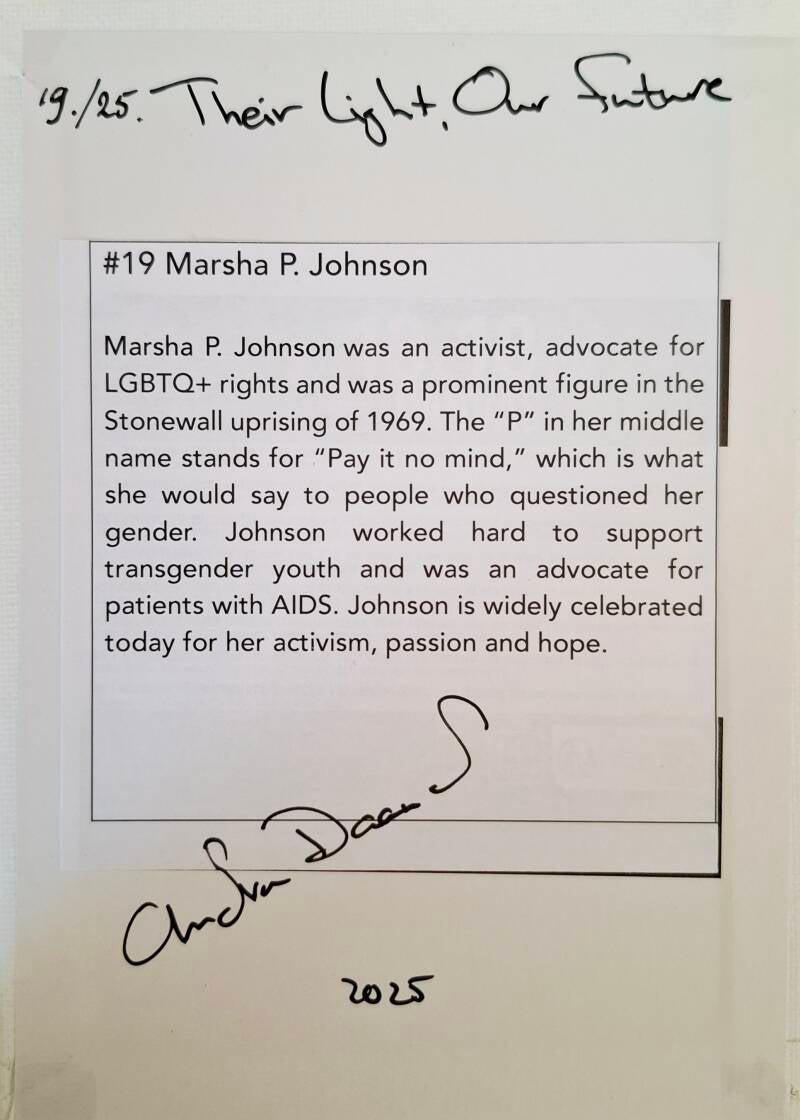 19./25. Their Light, Our Future
#19 Marsha P. Johnson
Marsha P. Johnson was an activist, advocate for
LGBTQ+ rights and was a prominent figure in the
Stonewall uprising of 1969. The “P” in her middle
name stands for “Pay it no mind,” which is what
she would say to people who questioned her
gender. Johnson worked hard to support
transgender youth and was an advocate for
patients with AIDS. Johnson is widely celebrated
today for her activism, passion and hope.
2025